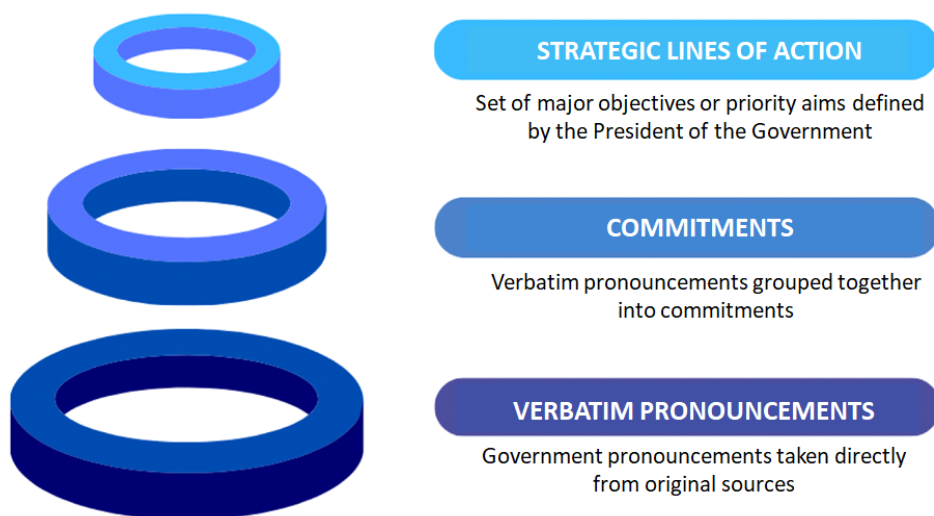 STRATEGIC LINES OF ACTION
Set of major objectives or priority aims defined
by the President of the Government
COMMITMENTS
Verbatim pronouncements grouped together
into commitments
VERBATIM PRONOUNCEMENTS
Government pronouncements taken directly
from original sources